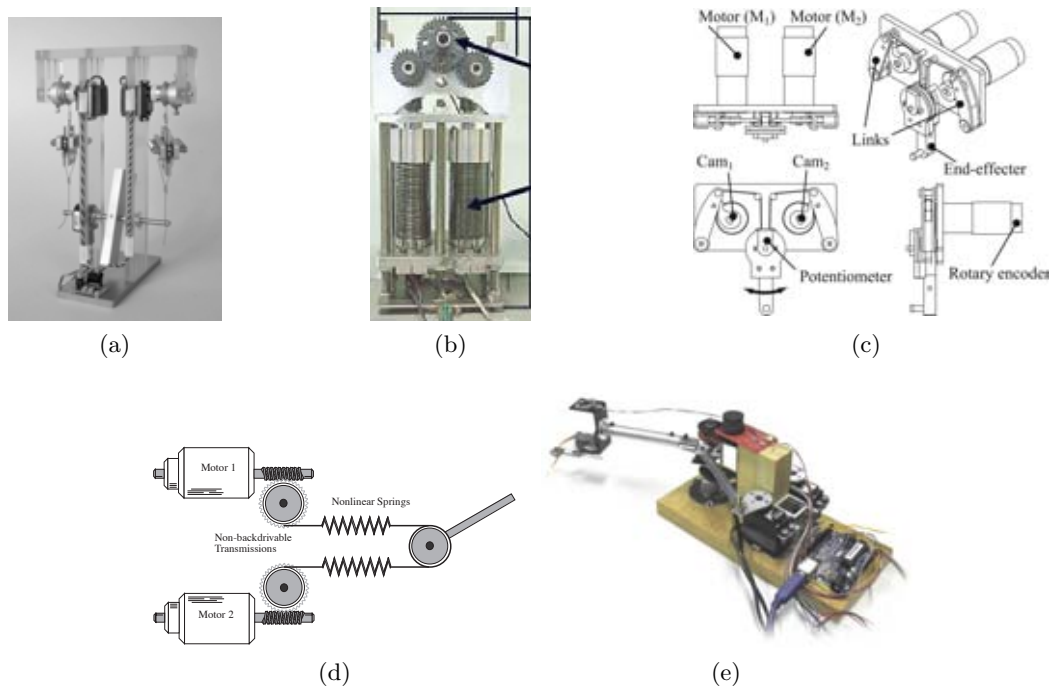 (a)
(b)
Motor (M1)
Motor (M2)
Links
End-effecter
Cam1
Cam2
Potentiometer
Rotary encoder
(c)
Motor 1
Nonlinear Springs
Non-backdrivable
Transmissions
Motor 2
(d)
(e)